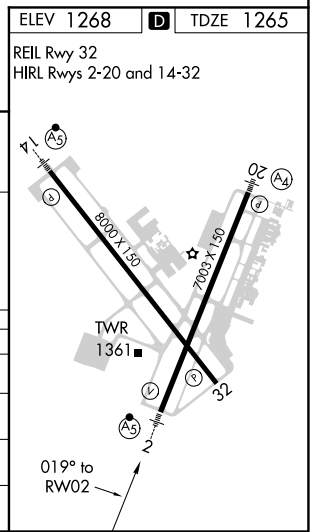 ELEV 1268
D
TDZE 1265
REIL Rwy 32
HIRL Rwys 2-20 and 14-32
A5
14
20
A4
P
P
8000 X 150
7003 X 150
TWR
1361
V
P
32
A5
2
019° to
RW02